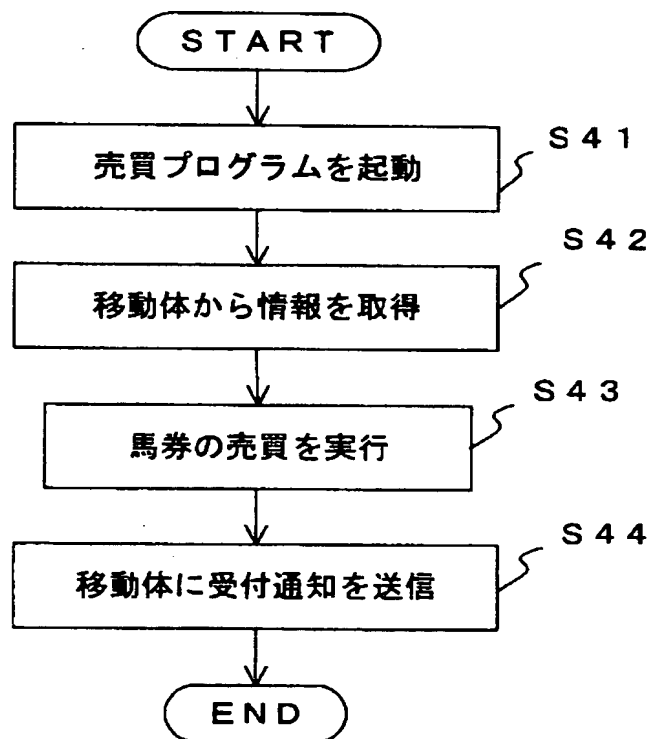 START
売買プログラムを起動
S41
移動体から情報を取得
S42
馬券の売買を実行
S43
移動体に受付通知を送信
S44
END